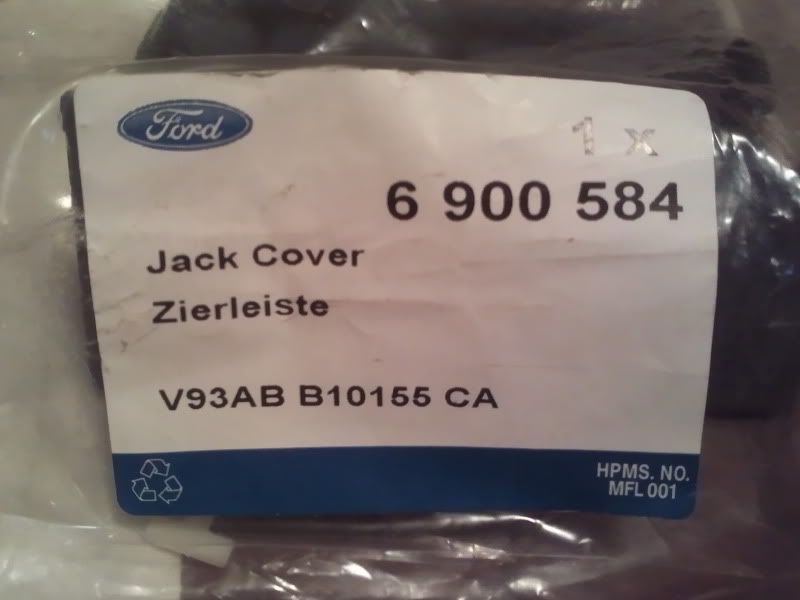 Ford
1 x
6 900 584
Jack Cover
Zierleiste
V93AB B10155 CA
HPMS. NO.
MFL 001